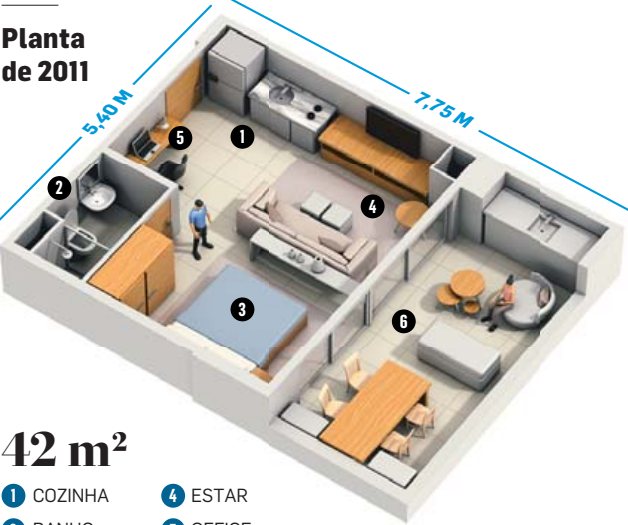 Planta
de 2011
5,40 M
7,75 M
1
2
3
4
5
6
42 m²
1 COZINHA
4 ESTAR